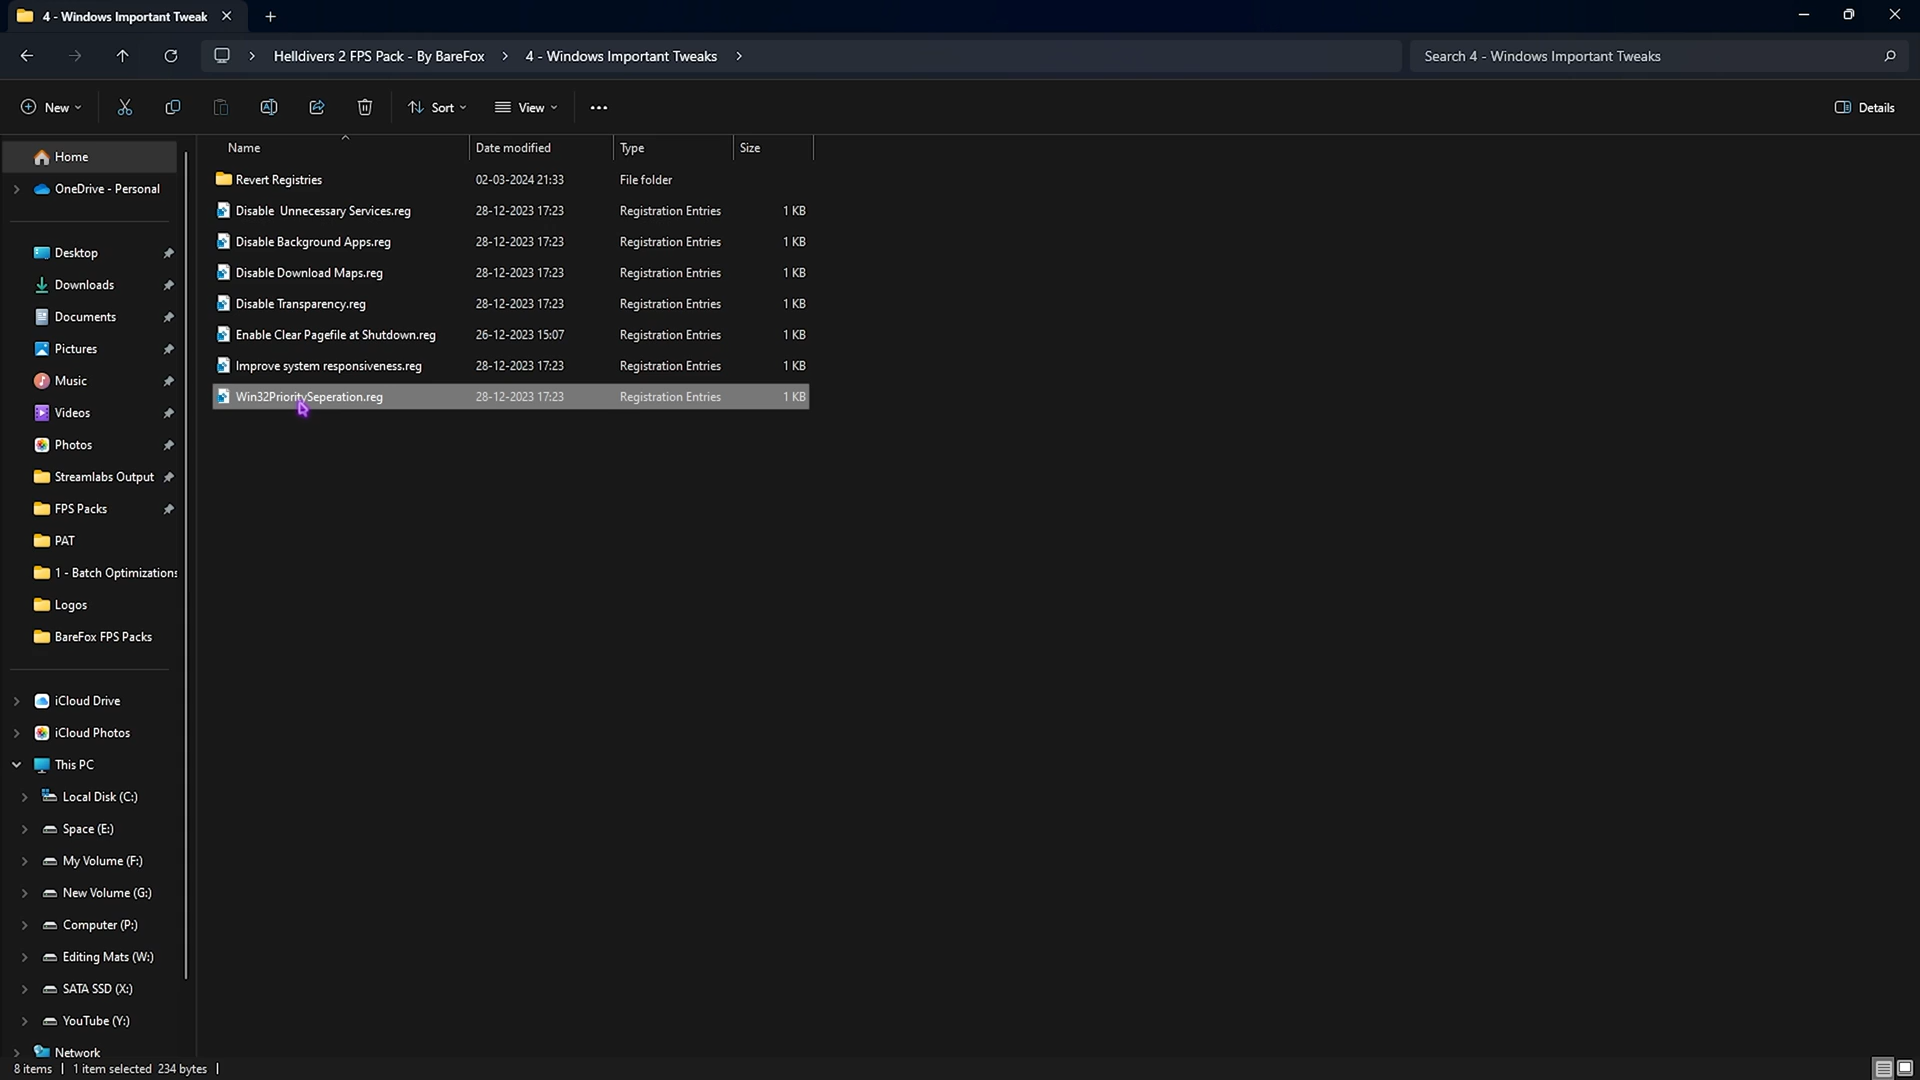 4 - Windows Important Tweak
Helldivers 2 FPS Pack - By BareFox > 4 - Windows Important Tweaks >
Search 4 - Windows Important Tweaks
New
Sort
View
Details
Name Date modified Type Size
Revert Registries 02-03-2024 21:33 File folder
Disable Unnecessary Services.reg 28-12-2023 17:23 Registration Entries 1 KB
Disable Background Apps.reg 28-12-2023 17:23 Registration Entries 1 KB
Disable Download Maps.reg 28-12-2023 17:23 Registration Entries 1 KB
Disable Transparency.reg 28-12-2023 17:23 Registration Entries 1 KB
Enable Clear Pagefile at Shutdown.reg 26-12-2023 15:07 Registration Entries 1 KB
Improve system responsiveness.reg 28-12-2023 17:23 Registration Entries 1 KB
Win32PrioritySeperation.reg 28-12-2023 17:23 Registration Entries 1 KB
Home
OneDrive - Personal
Desktop
Downloads
Documents
Pictures
Music
Videos
Photos
Streamlabs Output
FPS Packs
PAT
1 - Batch Optimizations
Logos
BareFox FPS Packs
iCloud Drive
iCloud Photos
This PC
Local Disk (C:)
Space (E:)
My Volume (F:)
New Volume (G:)
Computer (P:)
Editing Mats (W:)
SATA SSD (X:)
YouTube (Y:)
Network
8 items | 1 item selected 234 bytes |